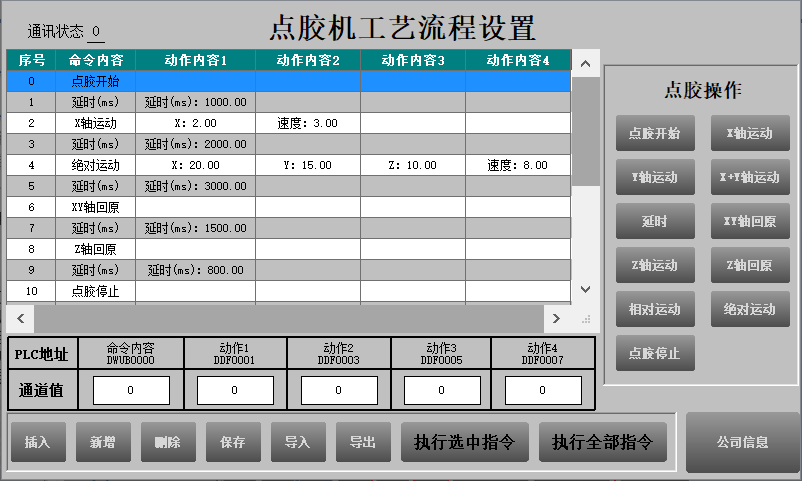 点胶机工艺流程设置
通讯状态 0
序号 命令内容 动作内容1 动作内容2 动作内容3 动作内容4
0 点胶开始
1 延时(ms) 延时(ms): 1000.00
2 X轴运动 X: 2.00 速度: 3.00
3 延时(ms) 延时(ms): 2000.00
4 绝对运动 X: 20.00 Y: 15.00 Z: 10.00 速度: 8.00
5 延时(ms) 延时(ms): 3000.00
6 XY轴回原
7 延时(ms) 延时(ms): 1500.00
8 Z轴回原
9 延时(ms) 延时(ms): 800.00
10 点胶停止
点胶操作
点胶开始 X轴运动
Y轴运动 X+Y轴运动
延时 XY轴回原
Z轴运动 Z轴回原
相对运动 绝对运动
点胶停止
PLC地址 命令内容 动作1 动作2 动作3 动作4
DWUB0000 DDF0001 DDF0003 DDF0005 DDF0007
通道值 0 0 0 0 0
插入 新增 删除 保存 导入 导出 执行选中指令 执行全部指令 公司信息